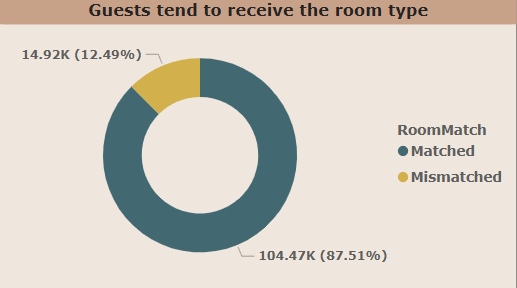 Guests tend to receive the room type
14.92K (12.49%)
RoomMatch
Matched
Mismatched
104.47K (87.51%)